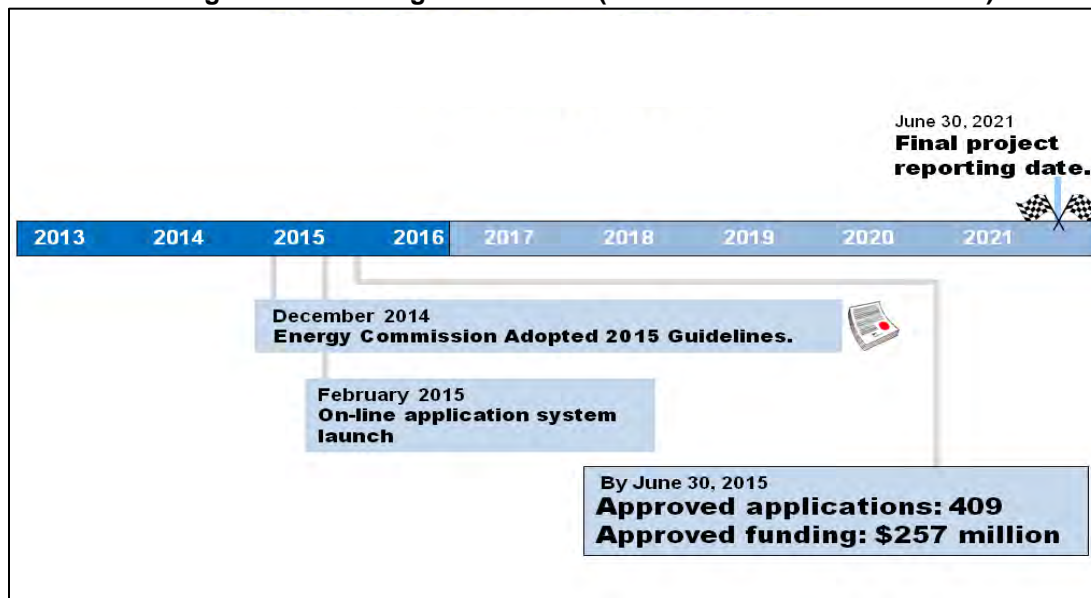 June 30, 2021
Final project
reporting date.
2013 2014 2015 2016 2017 2018 2019 2020 2021
December 2014
Energy Commission Adopted 2015 Guidelines.
February 2015
On-line application system
launch
By June 30, 2015
Approved applications: 409
Approved funding: $257 million